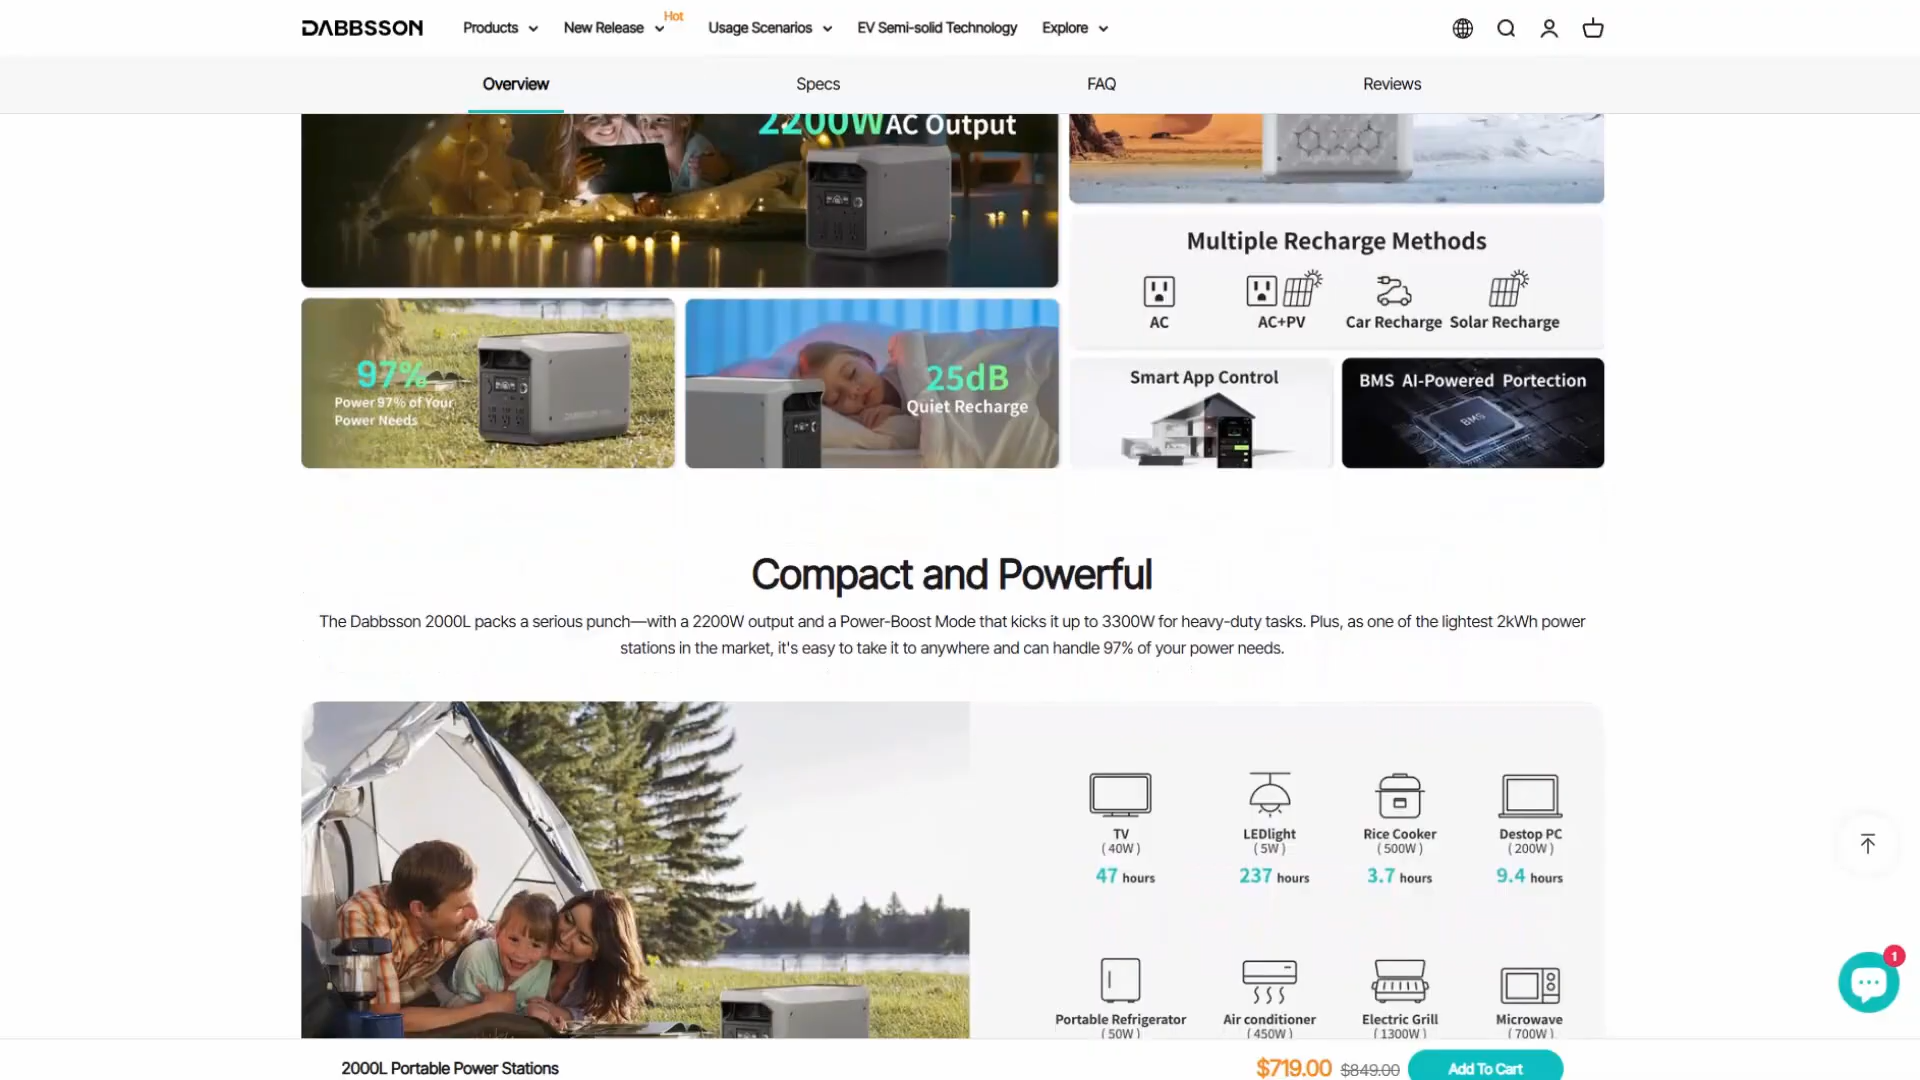 DABBSSON
Products
New Release
Hot
Usage Scenarios
EV Semi-solid Technology
Explore
Overview
Specs
FAQ
Reviews
2200W AC Output
Multiple Recharge Methods
AC
AC+PV
Car Recharge
Solar Recharge
97%
Power 97% of Your
Power Needs
25dB
Quiet Recharge
Smart App Control
BMS AI-Powered Portection
BMS
Compact and Powerful
The Dabbsson 2000L packs a serious punch—with a 2200W output and a Power-Boost Mode that kicks it up to 3300W for heavy-duty tasks. Plus, as one of the lightest 2kWh power
stations in the market, it's easy to take it to anywhere and can handle 97% of your power needs.
TV
( 40W )
47 hours
LEDlight
( 5W )
237 hours
Rice Cooker
( 500W )
3.7 hours
Destop PC
( 200W )
9.4 hours
Portable Refrigerator
( 50W )
Air conditioner
( 450W )
Electric Grill
( 1300W )
Microwave
( 700W )
1
2000L Portable Power Stations
$719.00 $849.00
Add To Cart